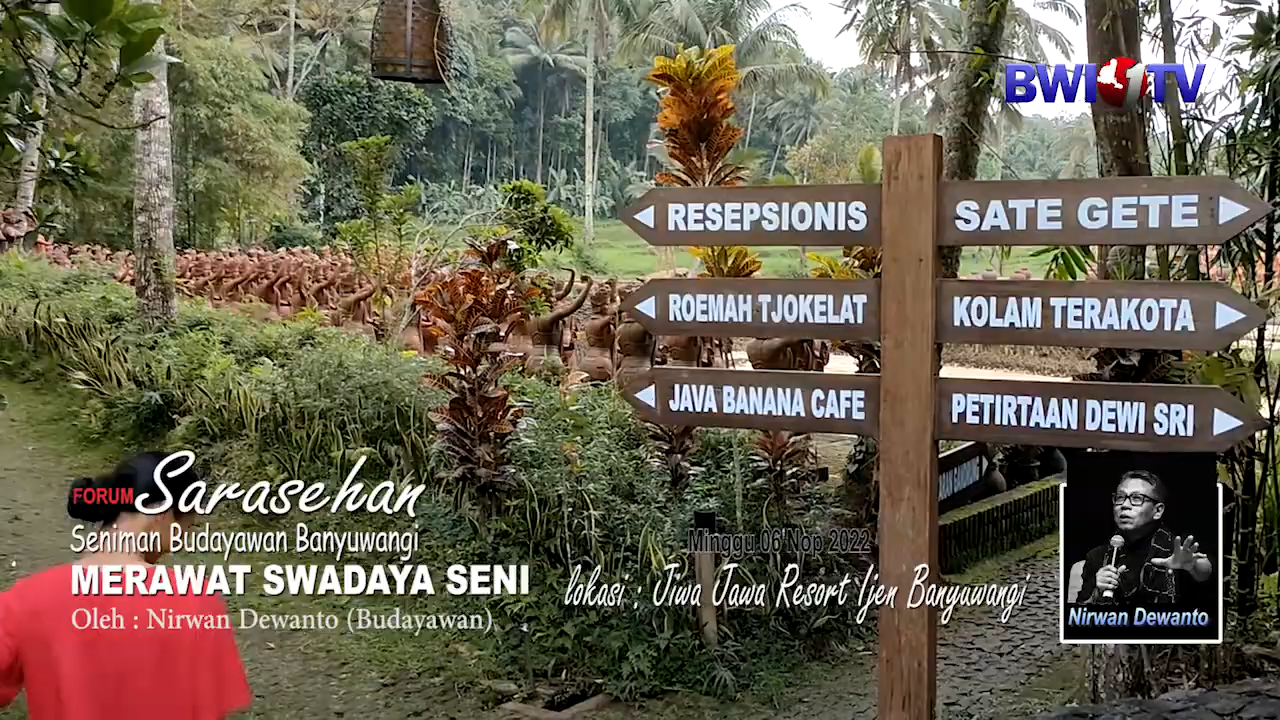 BWI 1 TV
RESEPSIONIS
SATE GETE
ROEMAH TJOKELAT
KOLAM TERAKOTA
JAVA BANANA CAFE
PETIRTAAN DEWI SRI
GANDRUNG
FORUM Sarasehan
Seniman Budayawan Banyuwangi
MERAWAT SWADAYA SENI
Oleh : Nirwan Dewanto (Budayawan)
Minggu 06 Nop 2022
lokasi ; Jiwa Jawa Resort Ijen Banyuwangi
Nirwan Dewanto